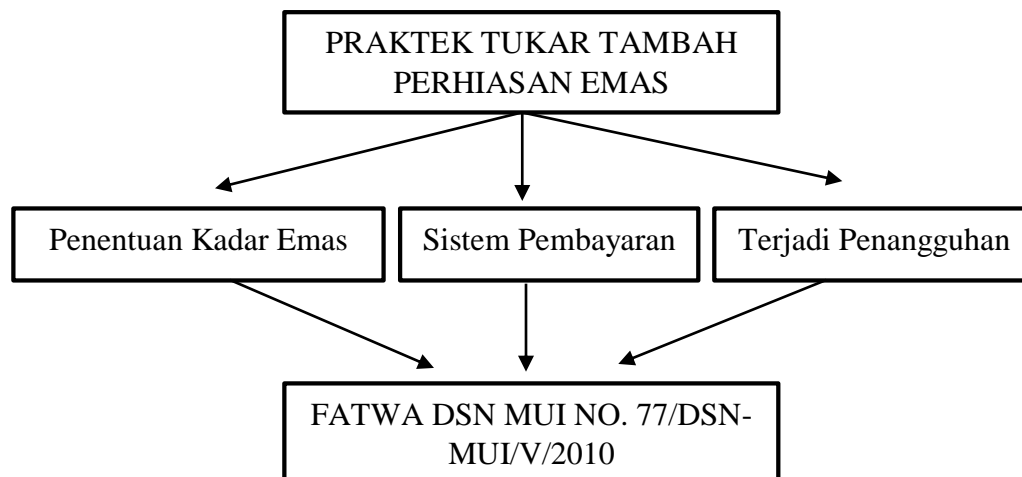 PRAKTEK TUKAR TAMBAH
PERHIASAN EMAS
Penentuan Kadar Emas
Sistem Pembayaran
Terjadi Penangguhan
FATWA DSN MUI NO. 77/DSN-
MUI/V/2010